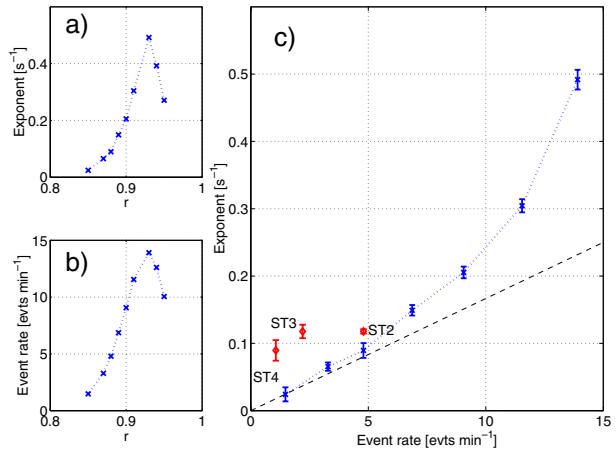 a)
Exponent [s⁻¹]
0.4
0.2
0
0.8
0.9
1
r
b)
Event rate [evts min⁻¹]
15
10
5
0
0.8
0.9
1
r
c)
Exponent [s⁻¹]
0.5
0.4
0.3
0.2
0.1
0
ST3
ST2
ST4
0
5
10
15
Event rate [evts min⁻¹]